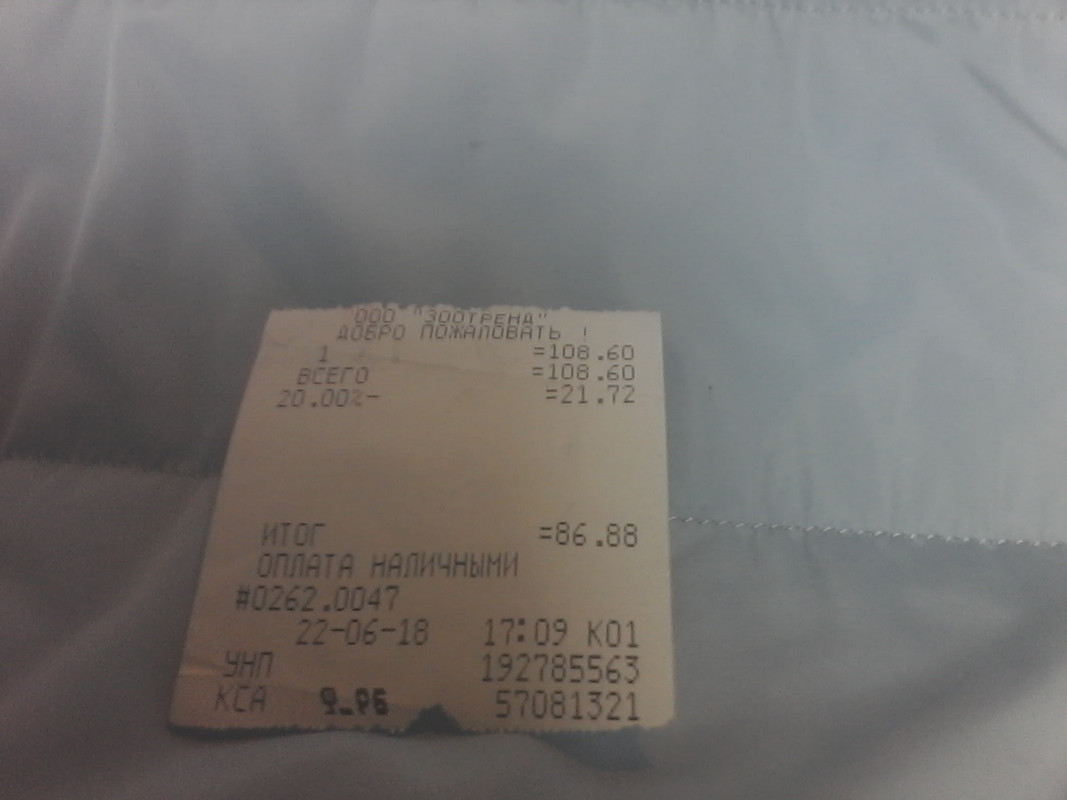 ООО "ЗООТРЕНД"
ДОБРО ПОЖАЛОВАТЬ !
1 =108.60
ВСЕГО =108.60
20.00%- =21.72
ИТОГ =86.88
ОПЛАТА НАЛИЧНЫМИ
#0262.0047
22-06-18 17:09 К01
УНП 192785563
КСА 57081321